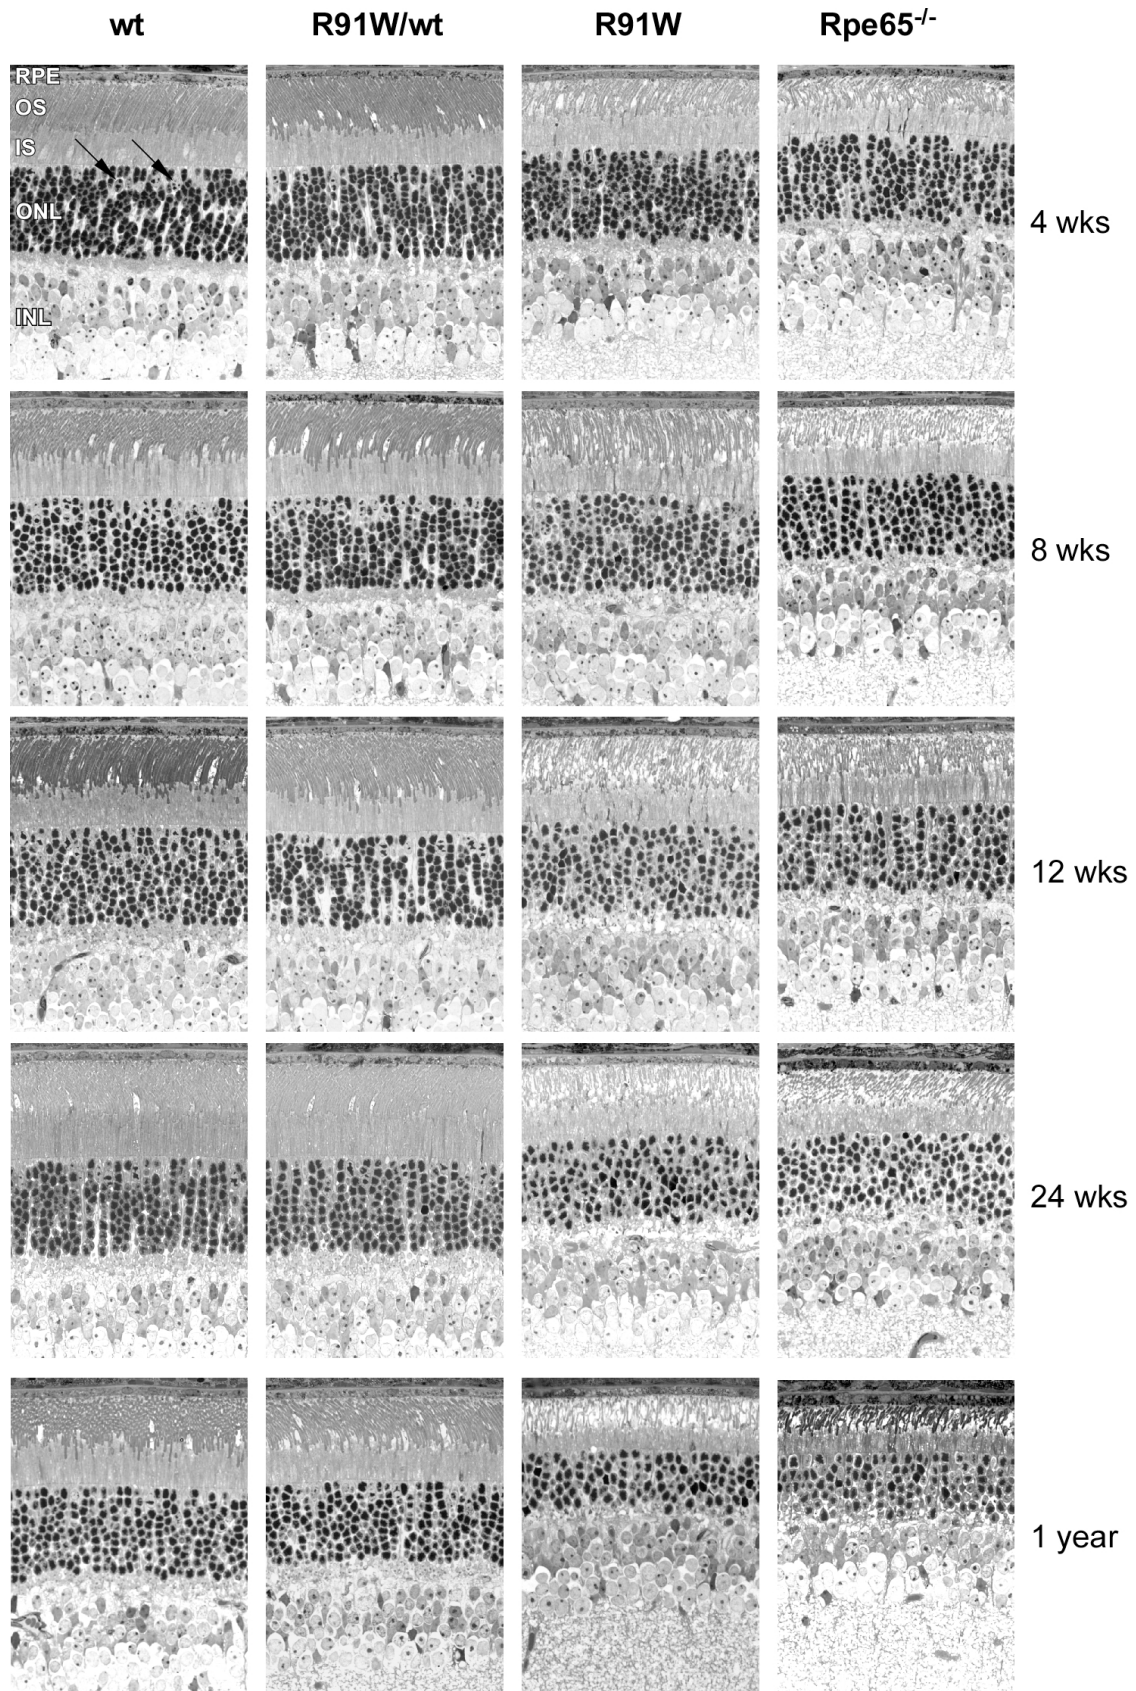 wt R91W/wt R91W Rpe65-/-
RPE
OS
IS
ONL
INL
4 wks
8 wks
12 wks
24 wks
1 year